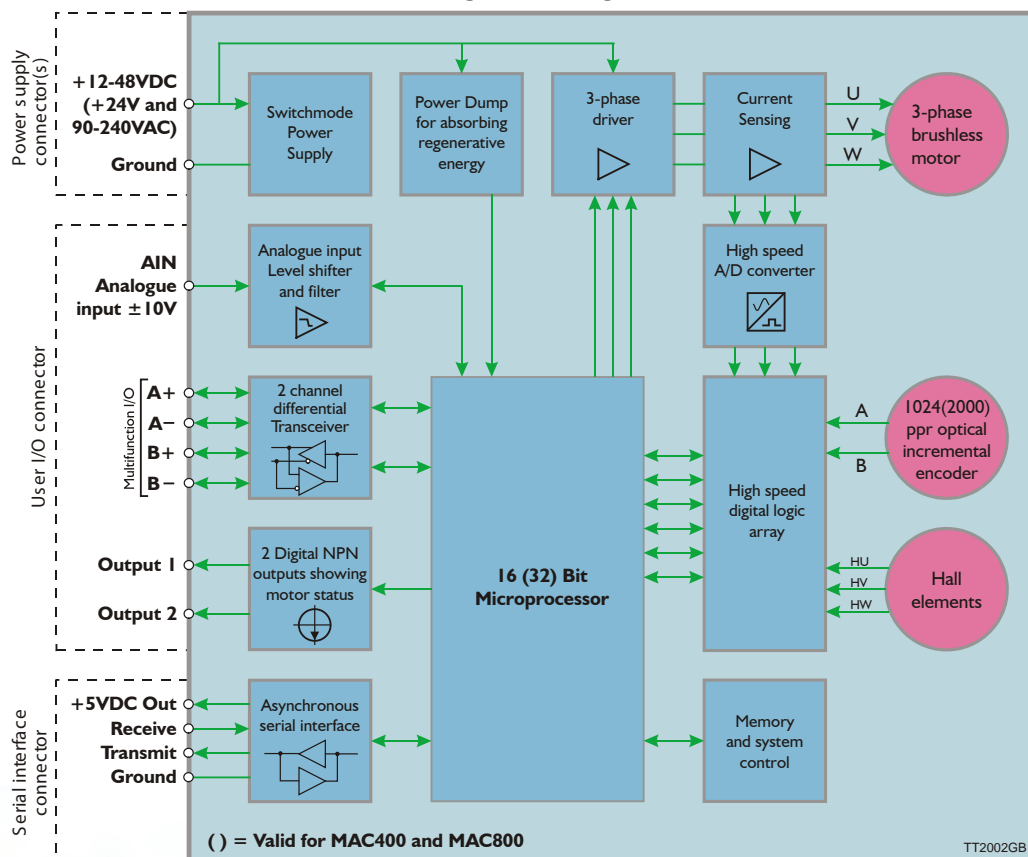 Power supply
connector(s)
+12-48VDC
(+24V and
90-240VAC)
Ground
Switchmode
Power
Supply
Power Dump
for absorbing
regenerative
energy
3-phase
driver
Current
Sensing
U
V
W
3-phase
brushless
motor
User I/O connector
AIN
Analogue
input ±10V
Analogue input
Level shifter
and filter
High speed
A/D converter
Multifunction I/O
A+
A−
B+
B−
2 channel
differential
Transceiver
16 (32) Bit
Microprocessor
High speed
digital logic
array
A
B
1024(2000)
ppr optical
incremental
encoder
Output 1
Output 2
2 Digital NPN
outputs showing
motor status
HU
HV
HW
Hall
elements
Serial interface
connector
+5VDC Out
Receive
Transmit
Ground
Asynchronous
serial interface
Memory
and system
control
( ) = Valid for MAC400 and MAC800
TT2002GB